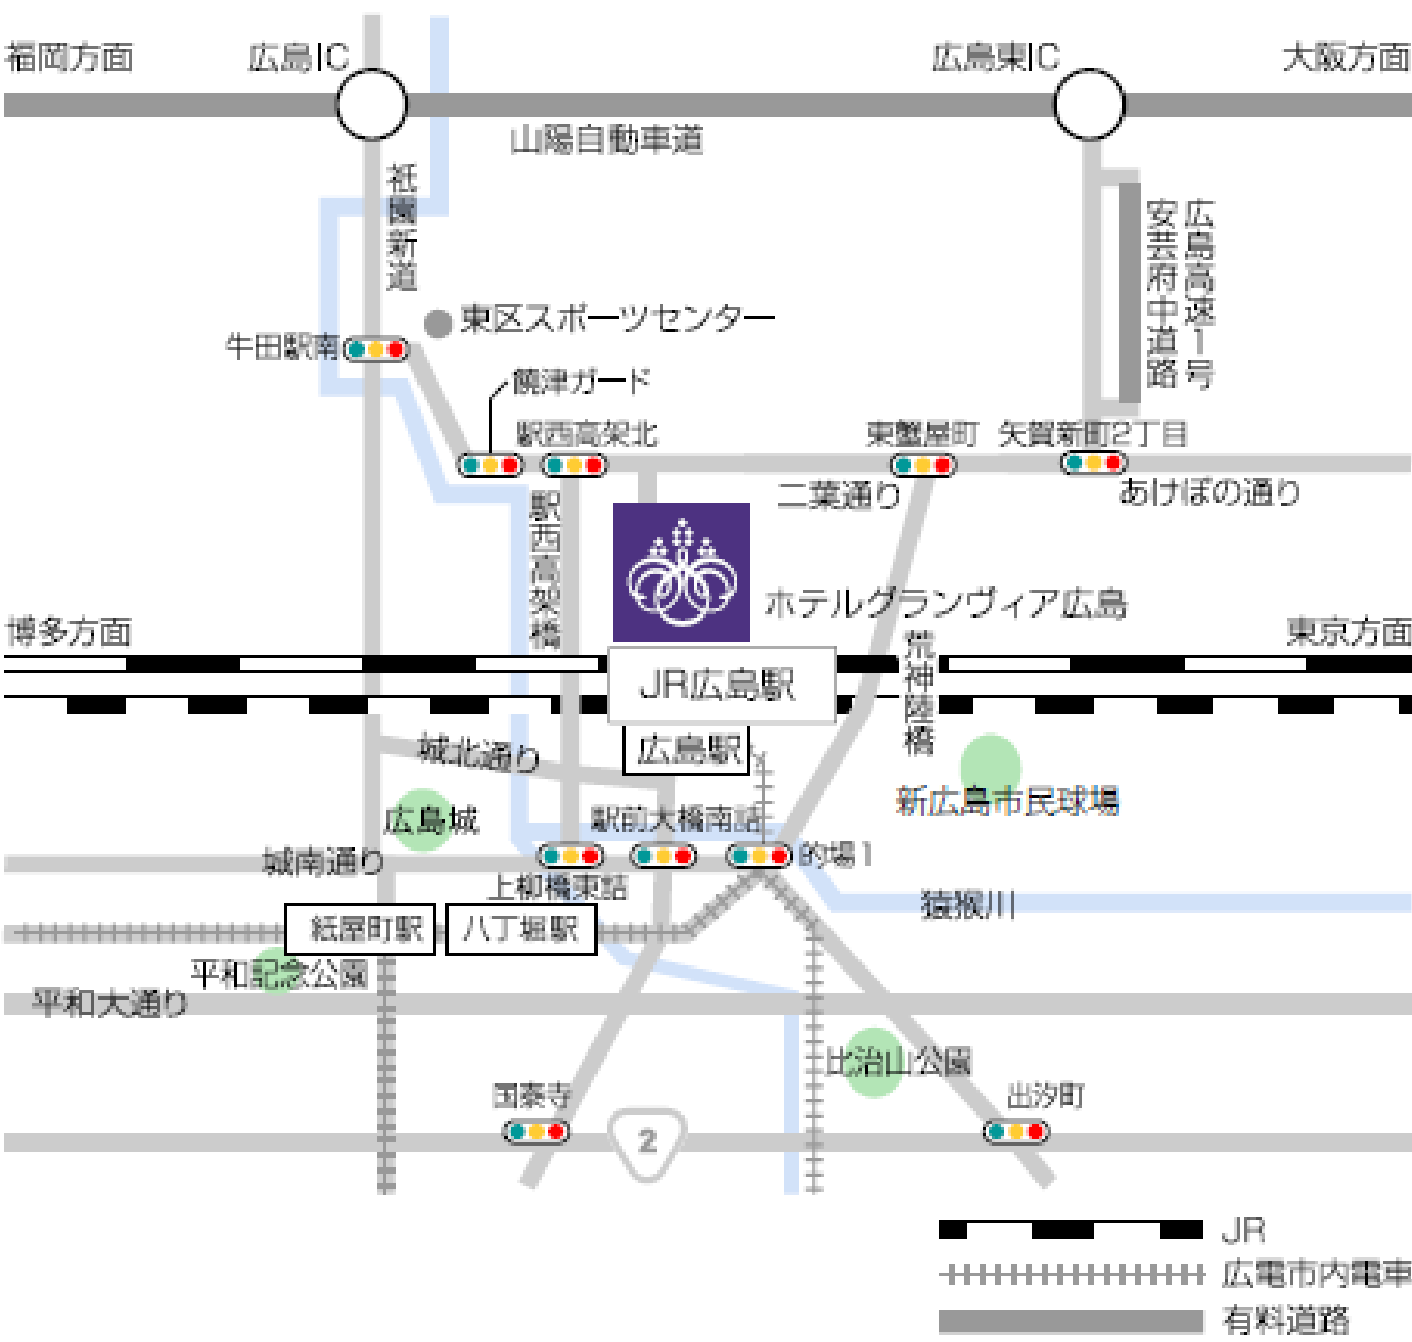 福岡方面
広島IC
広島東IC
大阪方面
山陽自動車道
祇園新道
安芸府中道路
広島高速1号
東区スポーツセンター
牛田駅南
饒津ガード
駅西高架北
東蟹屋町
矢賀新町2丁目
二葉通り
あけぼの通り
駅西高架橋
ホテルグランヴィア広島
博多方面
東京方面
荒神陸橋
JR広島駅
広島駅
城北通り
新広島市民球場
広島城
駅前大橋南詰
城南通り
的場1
上柳橋東詰
猿猴川
紙屋町駅
八丁堀駅
平和記念公園
平和大通り
比治山公園
国泰寺
出汐町
2
JR
広電市内電車
有料道路